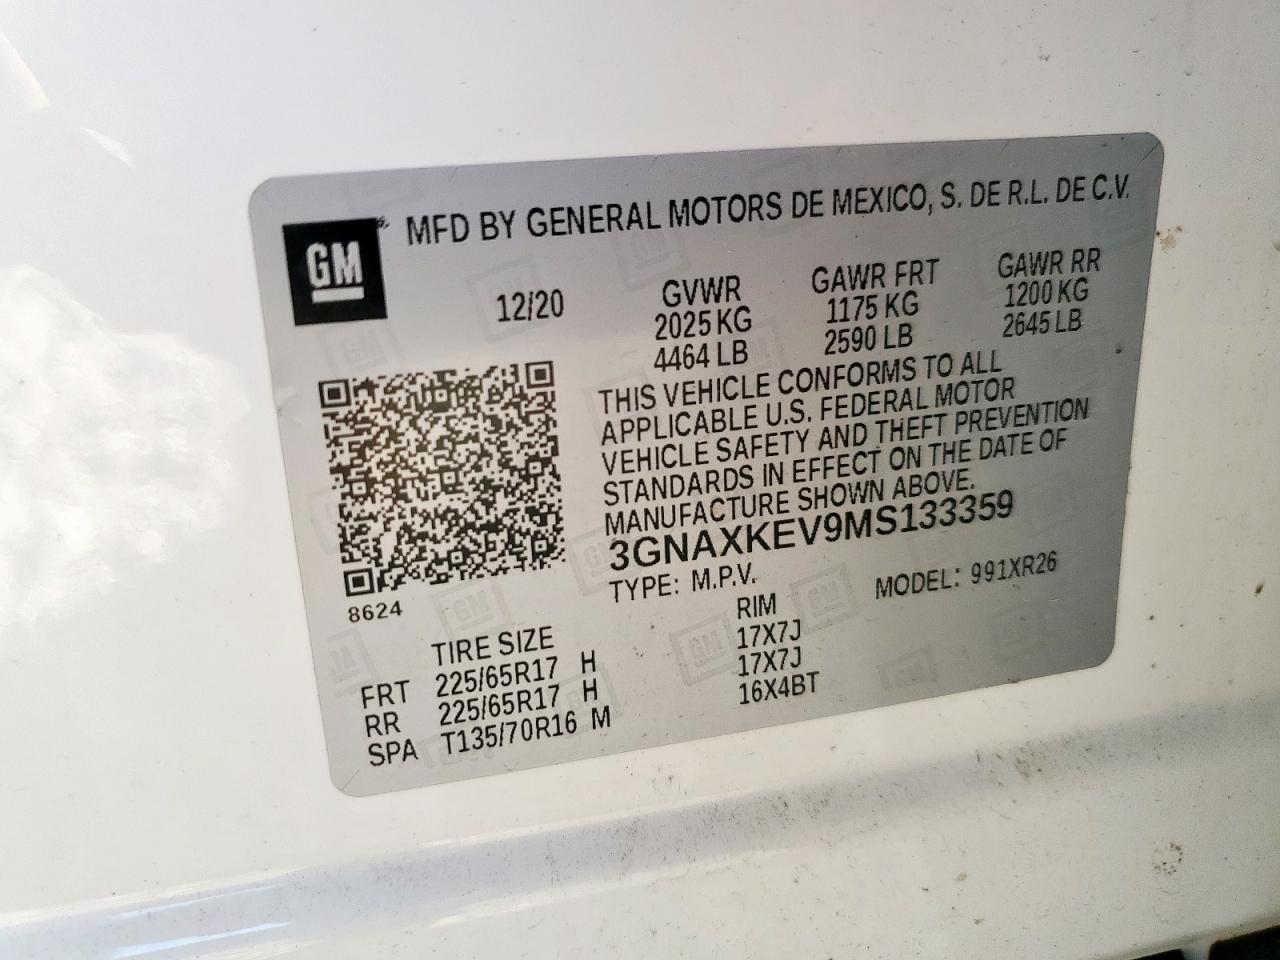 GM
MFD BY GENERAL MOTORS DE MEXICO, S. DE R.L. DE C.V.
12/20
GVWR
2025 KG
4464 LB
GAWR FRT
1175 KG
2590 LB
GAWR RR
1200 KG
2645 LB
THIS VEHICLE CONFORMS TO ALL
APPLICABLE U.S. FEDERAL MOTOR
VEHICLE SAFETY AND THEFT PREVENTION
STANDARDS IN EFFECT ON THE DATE OF
MANUFACTURE SHOWN ABOVE.
3GNAXKEV9MS133359
TYPE: M.P.V. MODEL: 991XR26
8624
TIRE SIZE RIM
FRT 225/65R17 H 17X7J
RR 225/65R17 H 17X7J
SPA T135/70R16 M 16X4BT